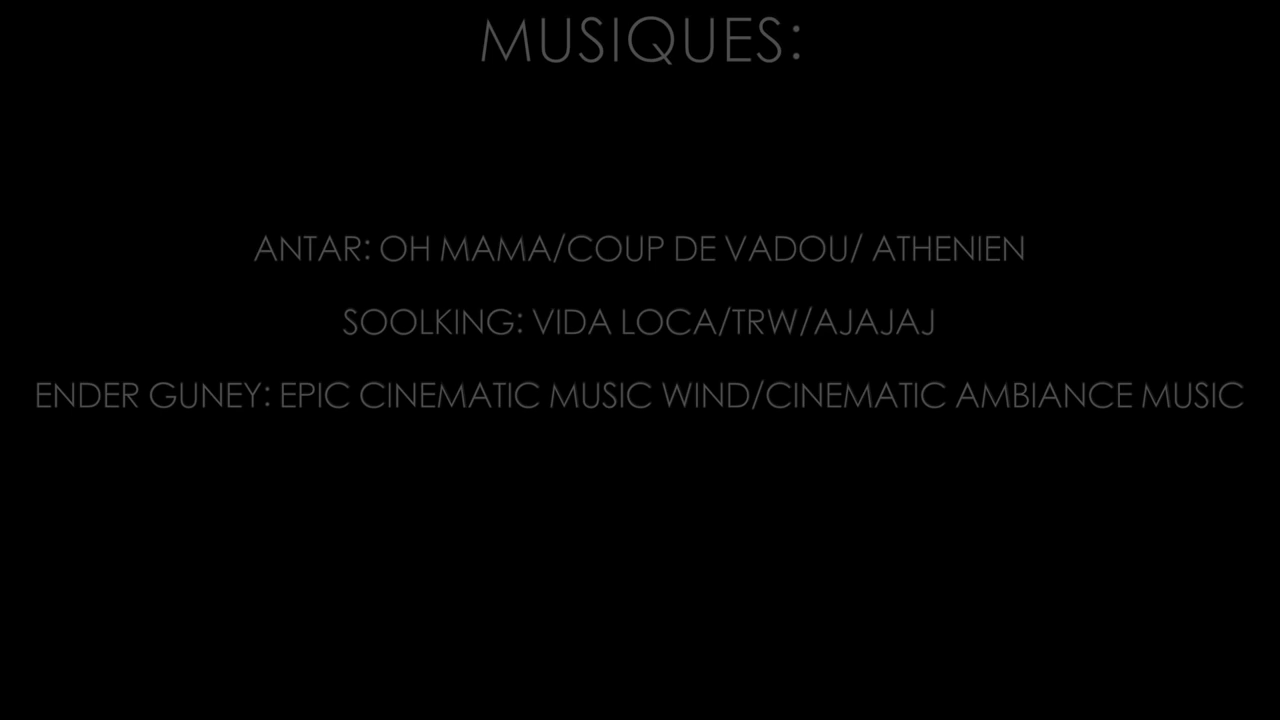 MUSIQUES:
ANTAR: OH MAMA/COUP DE VADOU/ ATHENIEN
SOOLKING: VIDA LOCA/TRW/AJAJAJ
ENDER GUNEY: EPIC CINEMATIC MUSIC WIND/CINEMATIC AMBIANCE MUSIC